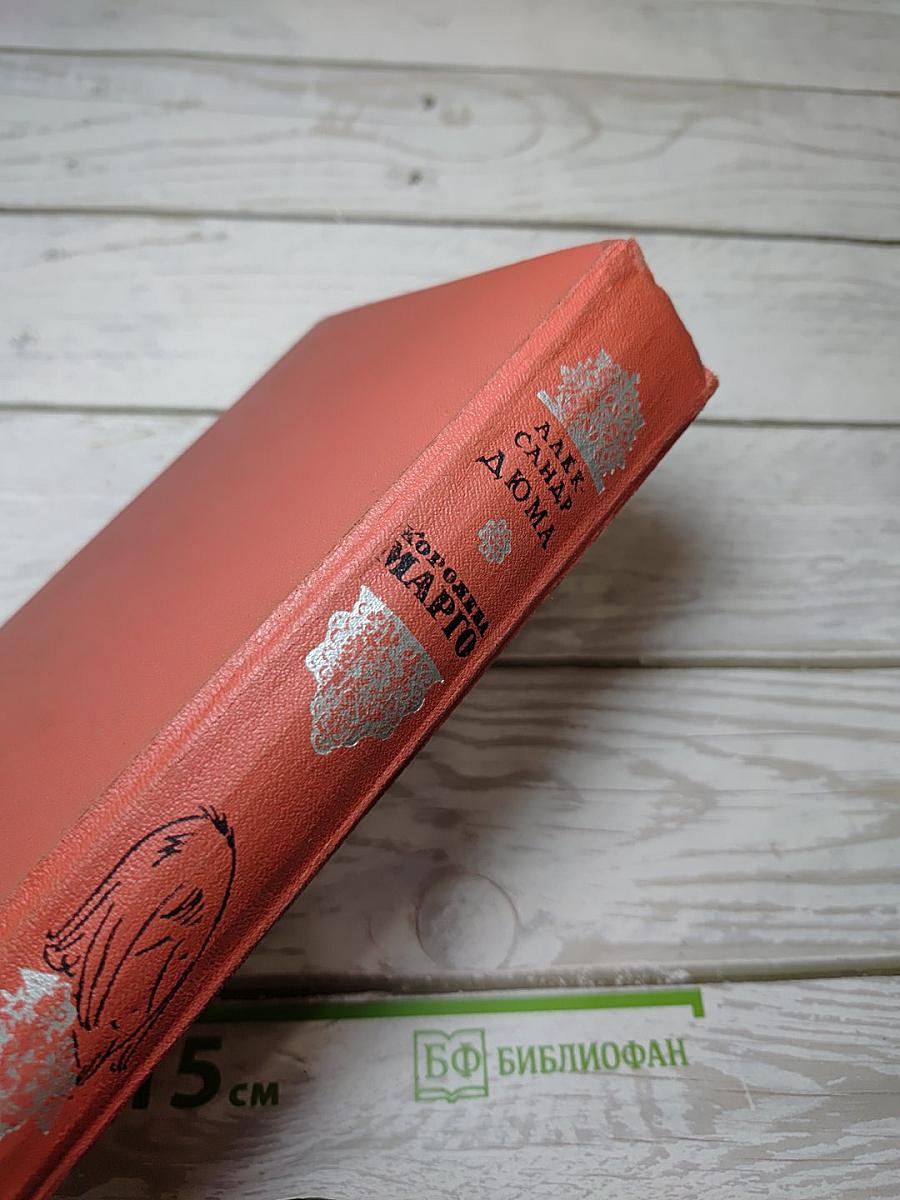 АЛЕК-
САНДР
ДЮМА
КОРОЛЕВА
МАРГО
15 см
БФ БИБЛИОФАН